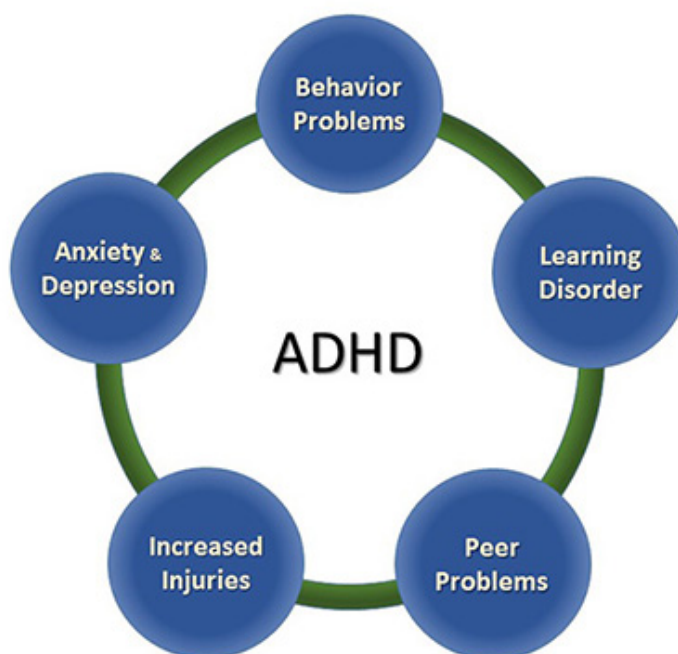 Behavior
Problems
Anxiety &
Depression
Learning
Disorder
ADHD
Increased
Injuries
Peer
Problems